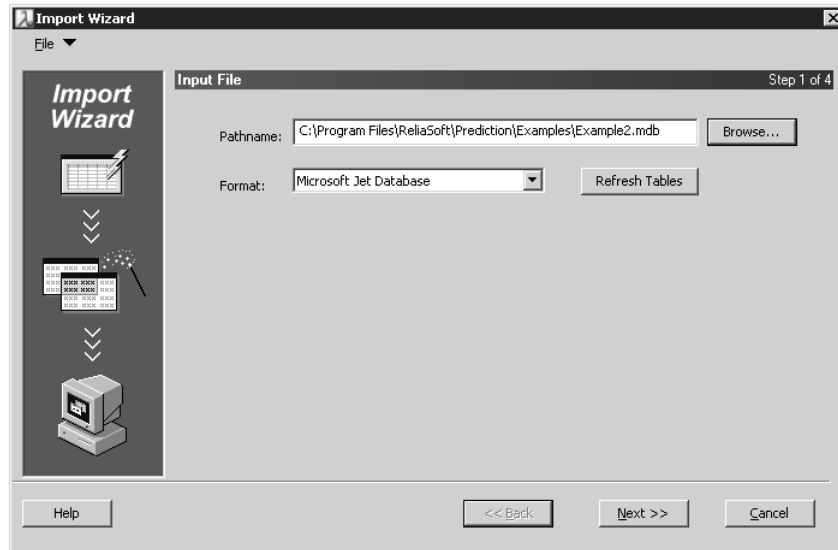 Import Wizard
File
Import
Wizard
Input File
Step 1 of 4
Pathname:
C:\Program Files\ReliaSoft\Prediction\Examples\Example2.mdb
Browse...
Format:
Microsoft Jet Database
Refresh Tables
Help
<< Back
Next >>
Cancel